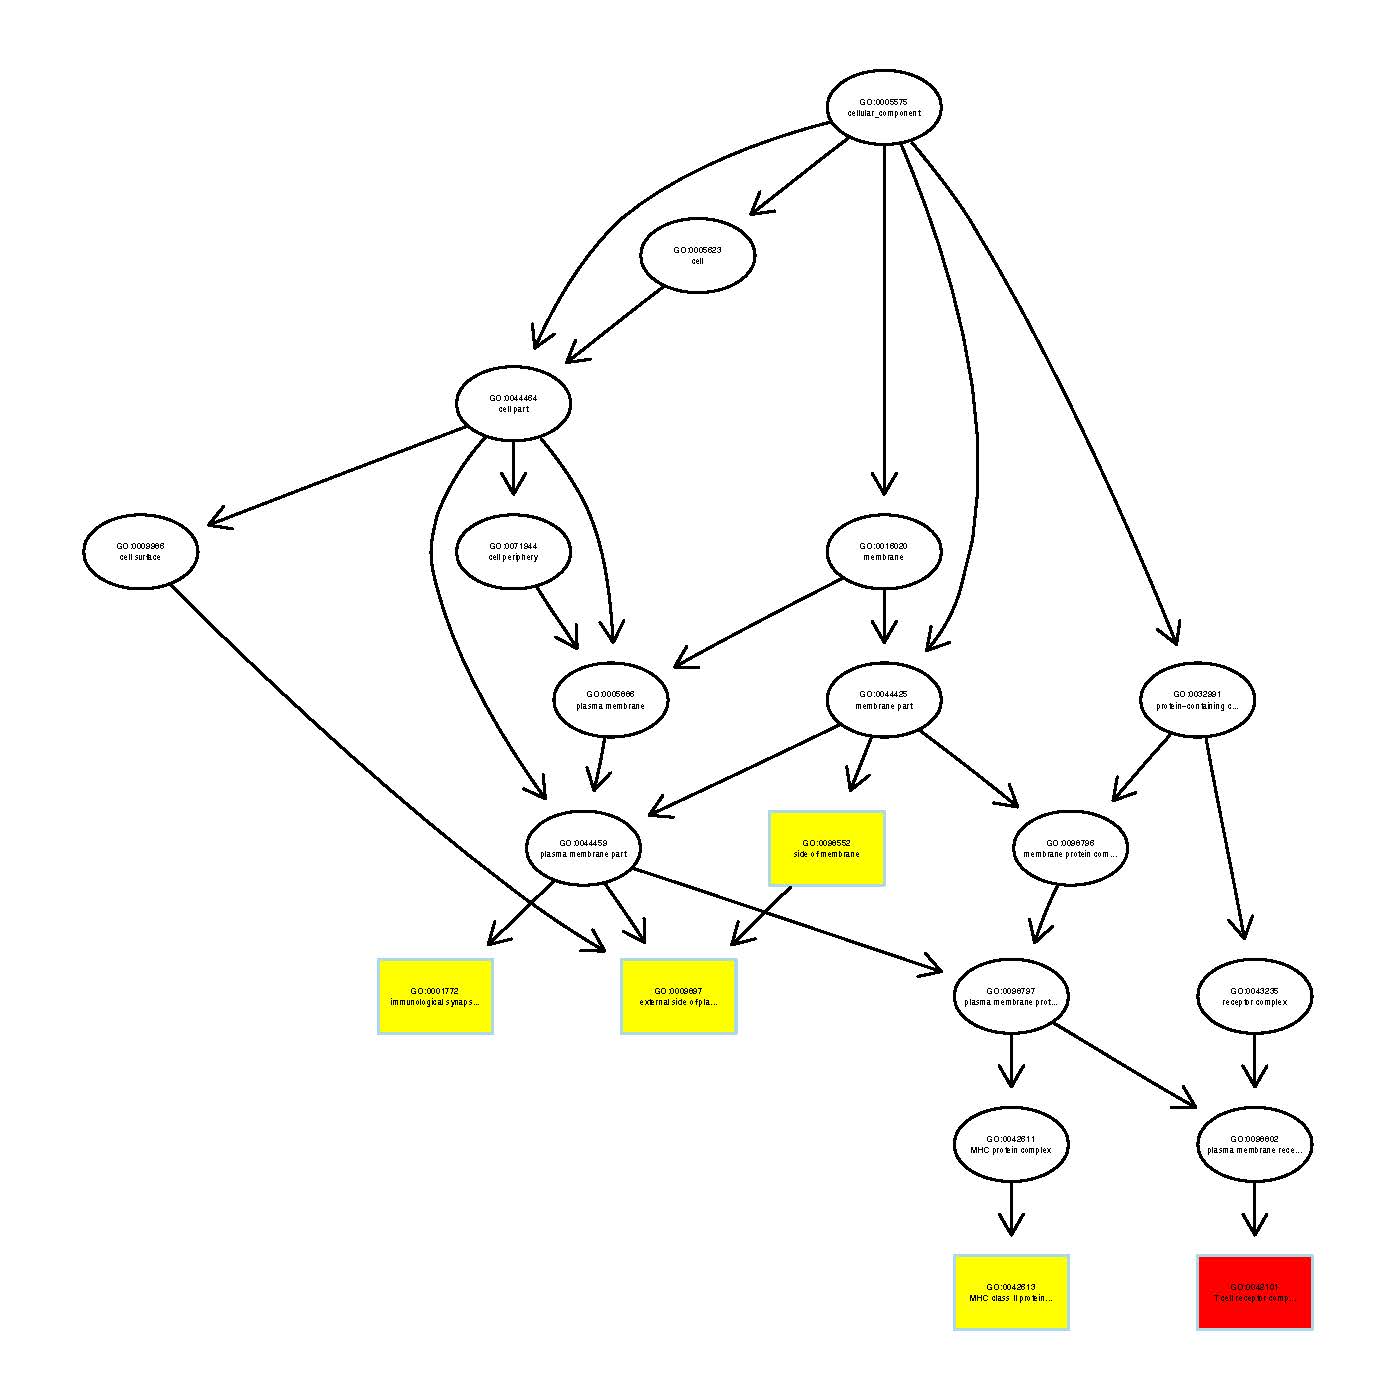 GO:0005575
cellular_component
GO:0005623
cell
GO:0044464
cell part
GO:0009986
cell surface
GO:0071944
cell periphery
GO:0016020
membrane
GO:0005886
plasma membrane
GO:0044425
membrane part
GO:0032991
protein−containing c...
GO:0044459
plasma membrane part
GO:0098552
side of membrane
GO:0098796
membrane protein com...
GO:0001772
immunological synaps...
GO:0009897
external side of pla...
GO:0098797
plasma membrane prot...
GO:0043235
receptor complex
GO:0042611
MHC protein complex
GO:0098802
plasma membrane rece...
GO:0042613
MHC class II protein...
GO:0042101
T cell receptor comp...